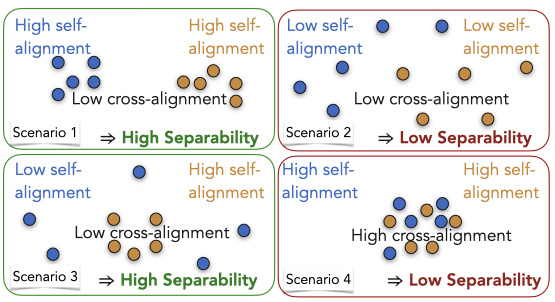 High self-
alignment
High self-
alignment
Low cross-alignment
Scenario 1
⇒ High Separability
Low self-
alignment
Low self-
alignment
Low cross-alignment
Scenario 2
⇒ Low Separability
Low self-
alignment
High self-
alignment
Low cross-alignment
Scenario 3
⇒ High Separability
High self-
alignment
High self-
alignment
High cross-alignment
Scenario 4
⇒ Low Separability